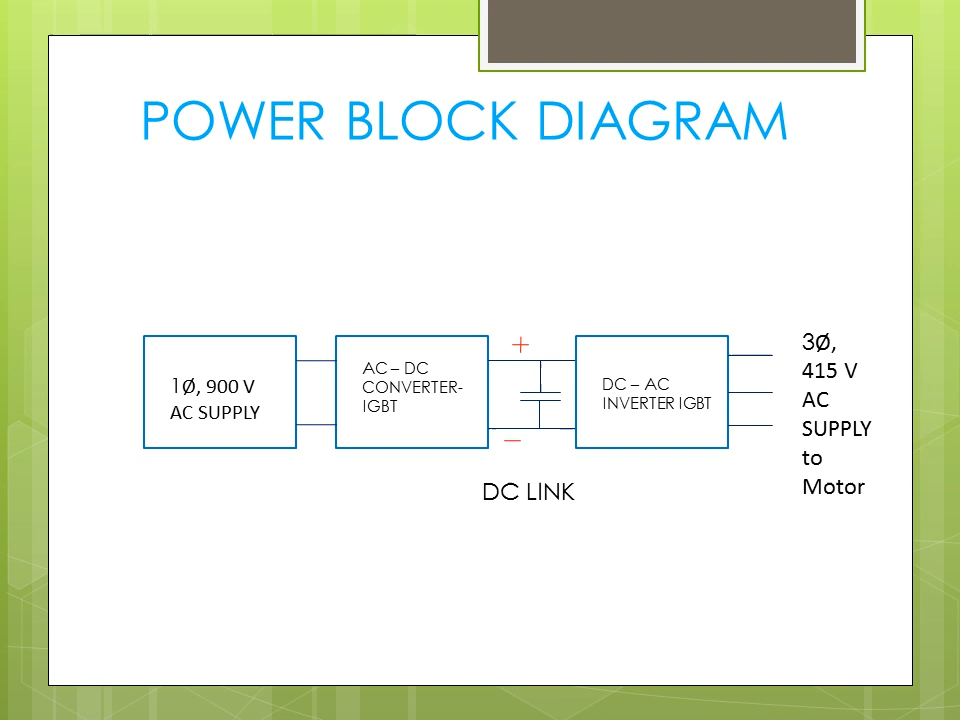 POWER BLOCK DIAGRAM
1Ø, 900 V
AC SUPPLY
AC – DC
CONVERTER-
IGBT
+
–
DC LINK
DC – AC
INVERTER IGBT
3Ø,
415 V
AC
SUPPLY
to
Motor